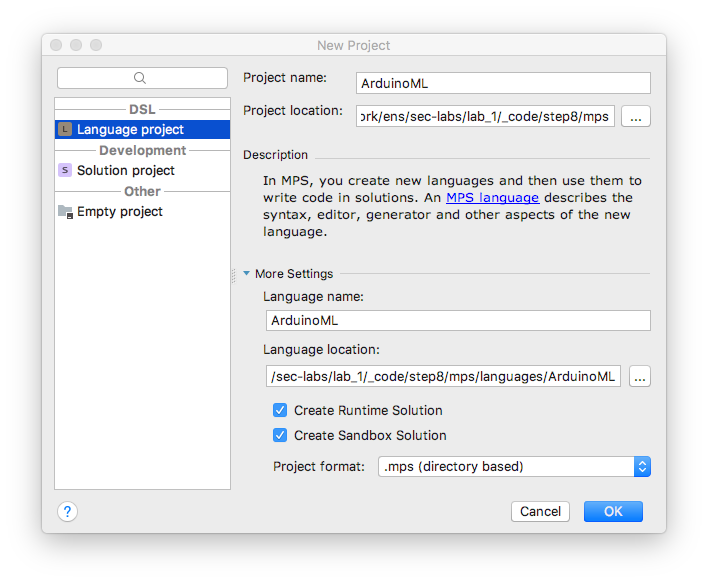 New Project
DSL
L Language project
Development
S Solution project
Other
Empty project
Project name:
ArduinoML
Project location:
ork/ens/sec-labs/lab_1/_code/step8/mps
...
Description
In MPS, you create new languages and then use them to
write code in solutions. An MPS language describes the
syntax, editor, generator and other aspects of the new
language.
More Settings
Language name:
ArduinoML
Language location:
/sec-labs/lab_1/_code/step8/mps/languages/ArduinoML
...
Create Runtime Solution
Create Sandbox Solution
Project format:
.mps (directory based)
?
Cancel
OK